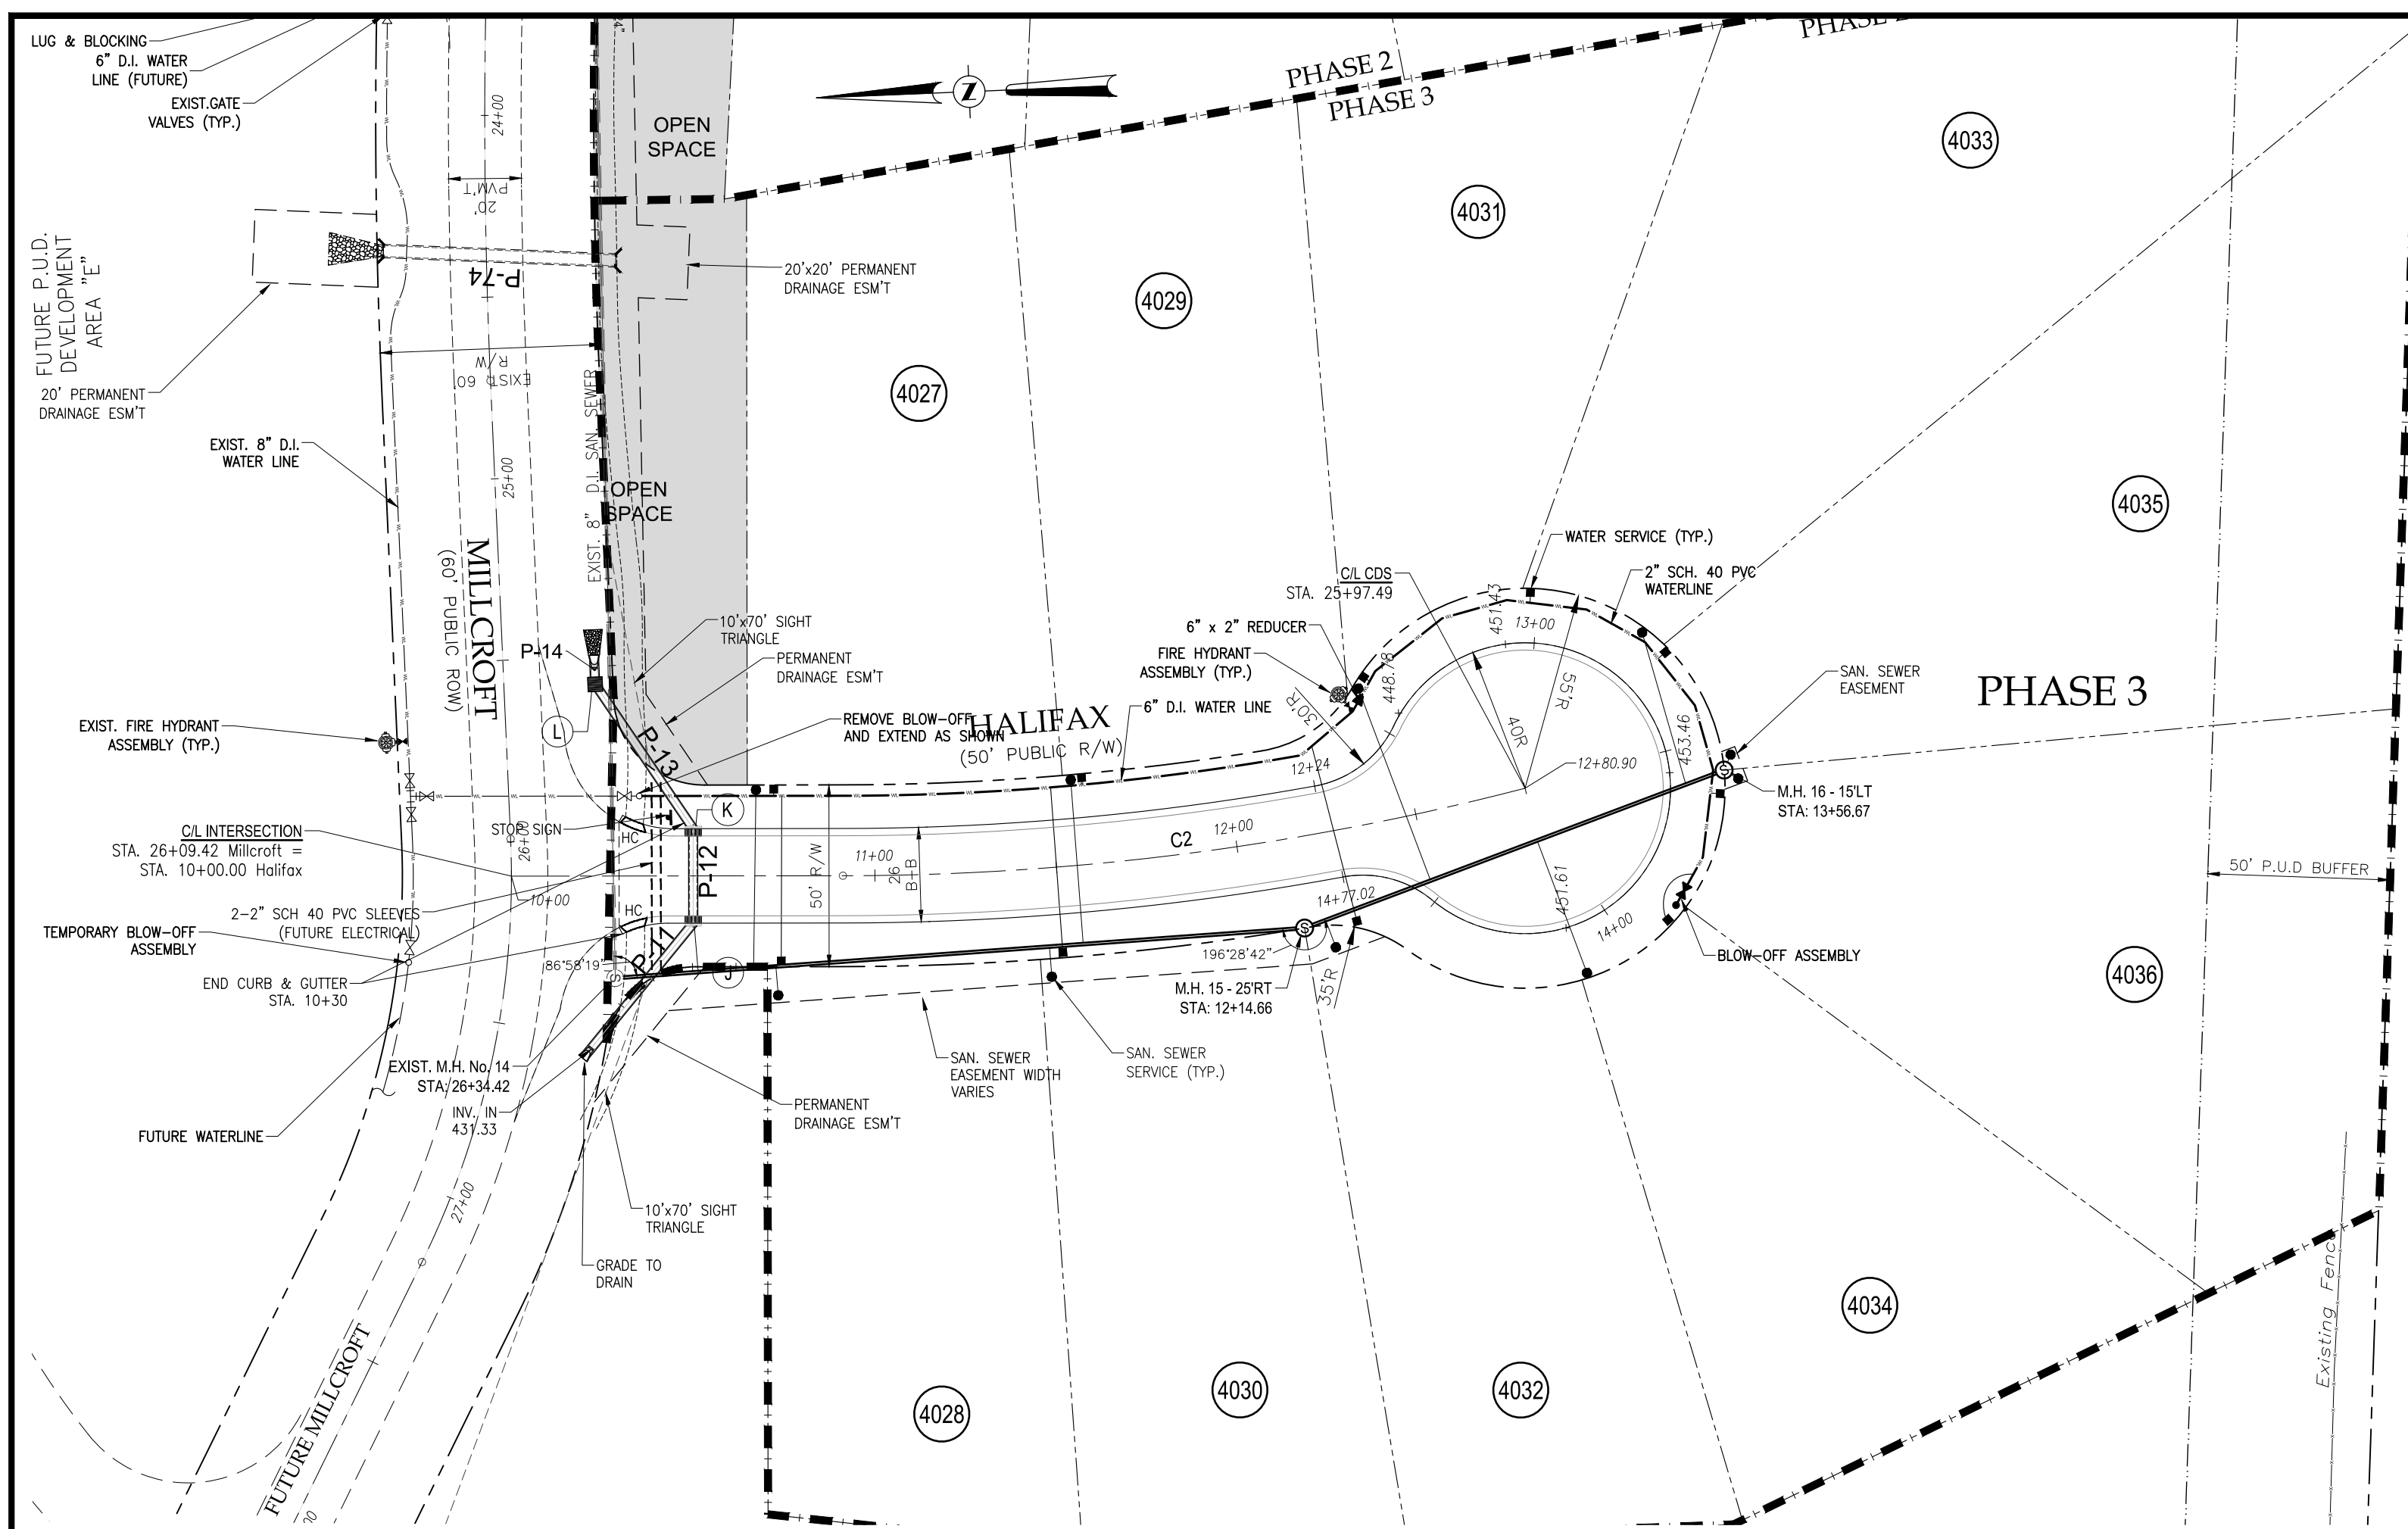 LUG & BLOCKING
6" D.I. WATER
LINE (FUTURE)
EXIST.GATE
VALVES (TYP.)
24+00
24"
OPEN
SPACE
Z
PHASE 2
PHASE 3
4033
4031
4029
4027
4035
20'
PVM'T
P-74
FUTURE P.U.D.
DEVELOPMENT
AREA "E"
20'x20' PERMANENT
DRAINAGE ESM'T
EXIST. 60'
R/W
20' PERMANENT
DRAINAGE ESM'T
EXIST. 8" D.I.
WATER LINE
25+00
EXIST. 8" D.I. SAN. SEWER
OPEN
SPACE
MILLCROFT
(60' PUBLIC ROW)
WATER SERVICE (TYP.)
C/L CDS
STA. 25+97.49
451.43
2" SCH. 40 PVC
WATERLINE
13+00
10'x70' SIGHT
TRIANGLE
6" x 2" REDUCER
FIRE HYDRANT
ASSEMBLY (TYP.)
P-14
PERMANENT
DRAINAGE ESM'T
448.78
55'R
SAN. SEWER
EASEMENT
PHASE 3
30'R
40R
453.46
EXIST. FIRE HYDRANT
ASSEMBLY (TYP.)
L
P-13
REMOVE BLOW-OFF
AND EXTEND AS SHOWN
HALIFAX
(50' PUBLIC R/W)
6" D.I. WATER LINE
12+24
12+80.90
K
M.H. 16 - 15'LT
STA: 13+56.67
C/L INTERSECTION
STA. 26+09.42 Millcroft =
STA. 10+00.00 Halifax
STOP SIGN
HC
26+00
P-12
50' R/W
11+00
26'
B-B
C2
12+00
50' P.U.D BUFFER
10+00
HC
14+77.02
451.61
14+00
2-2" SCH 40 PVC SLEEVES
(FUTURE ELECTRICAL)
TEMPORARY BLOW-OFF
ASSEMBLY
P-11
86°58'19"
J
196°28'42"
BLOW-OFF ASSEMBLY
4036
END CURB & GUTTER
STA. 10+30
M.H. 15 - 25'RT
STA: 12+14.66
35'R
EXIST. M.H. No. 14
STA: 26+34.42
INV. IN
431.33
SAN. SEWER
EASEMENT WIDTH
VARIES
SAN. SEWER
SERVICE (TYP.)
PERMANENT
DRAINAGE ESM'T
FUTURE WATERLINE
27+00
10'x70' SIGHT
TRIANGLE
GRADE TO
DRAIN
FUTURE MILLCROFT
4034
4032
4030
4028
Existing Fence